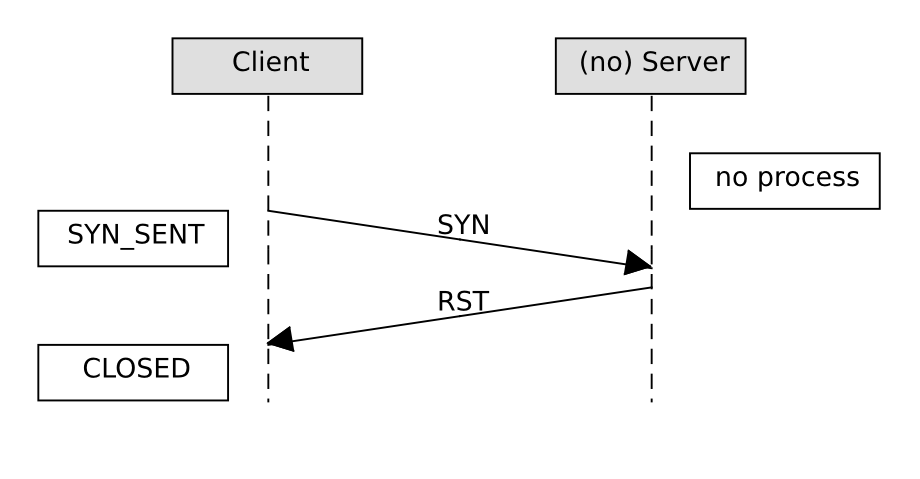 Client
(no) Server
no process
SYN
SYN_SENT
RST
CLOSED